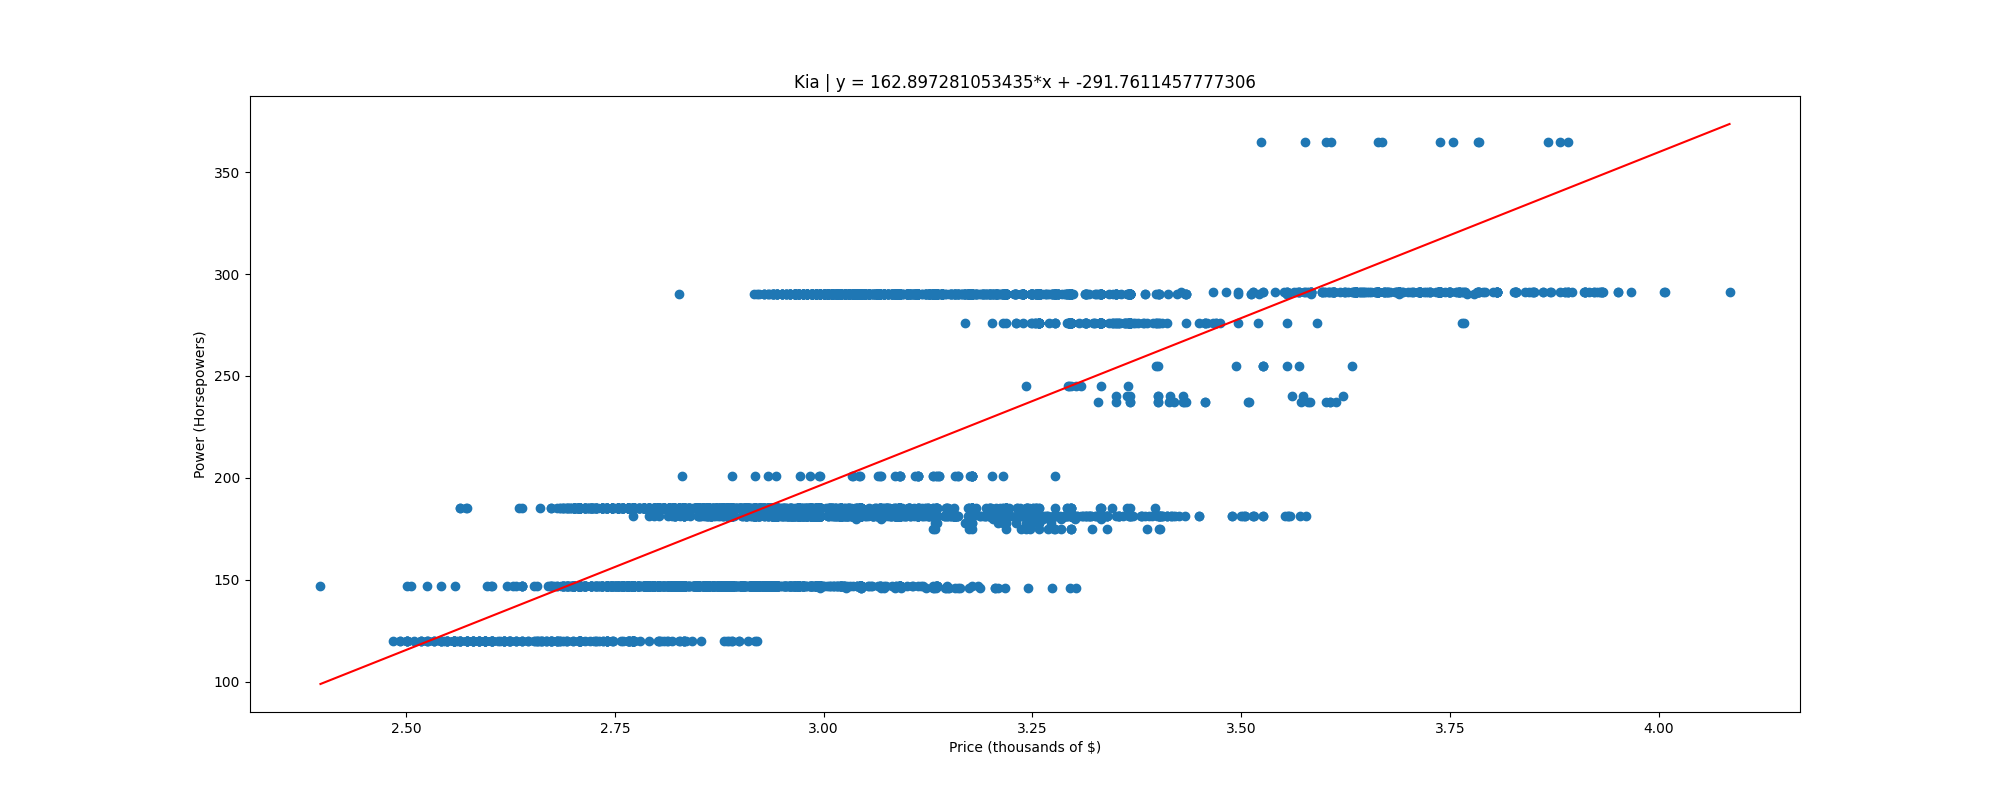 Kia | y = 162.897281053435*x + -291.7611457777306
350
300
250
200
150
100
Power (Horsepowers)
2.50 2.75 3.00 3.25 3.50 3.75 4.00
Price (thousands of $)